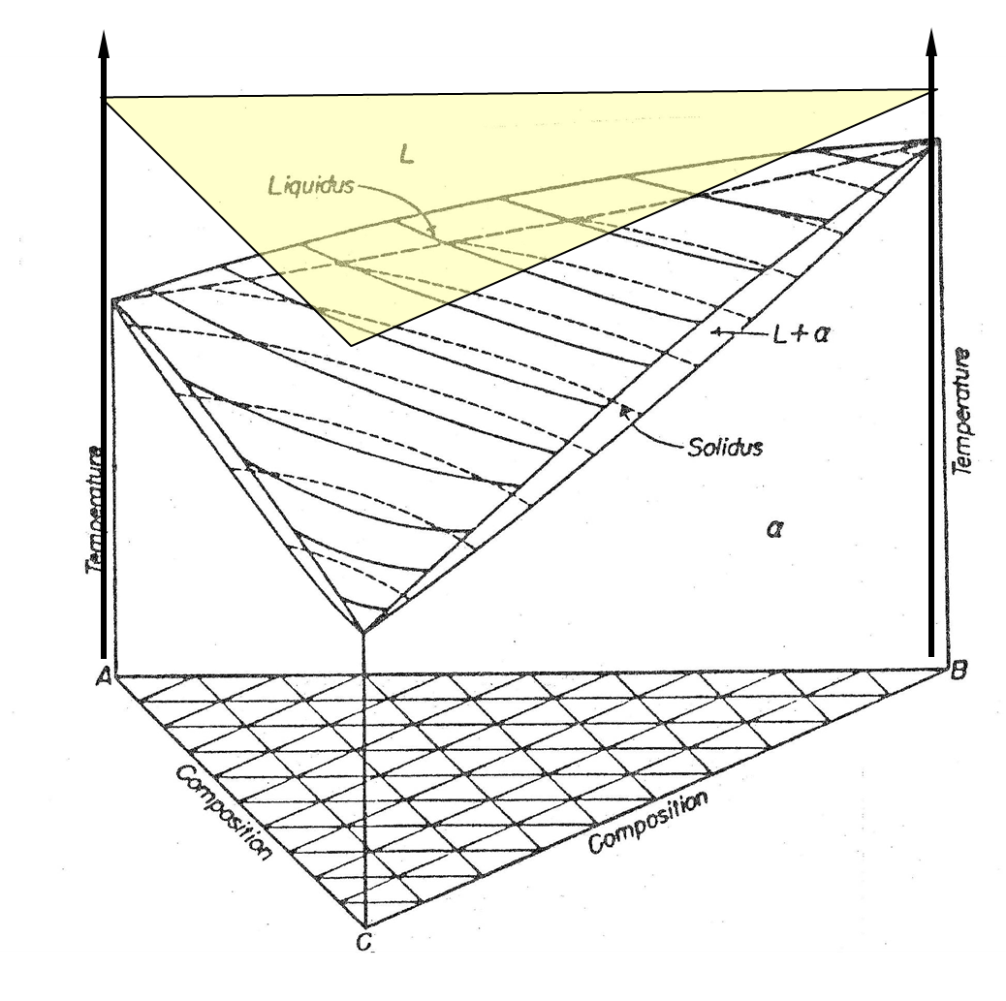 L
Liquidus
L+α
Solidus
Temperature
Temperature
α
A
B
Composition
Composition
C